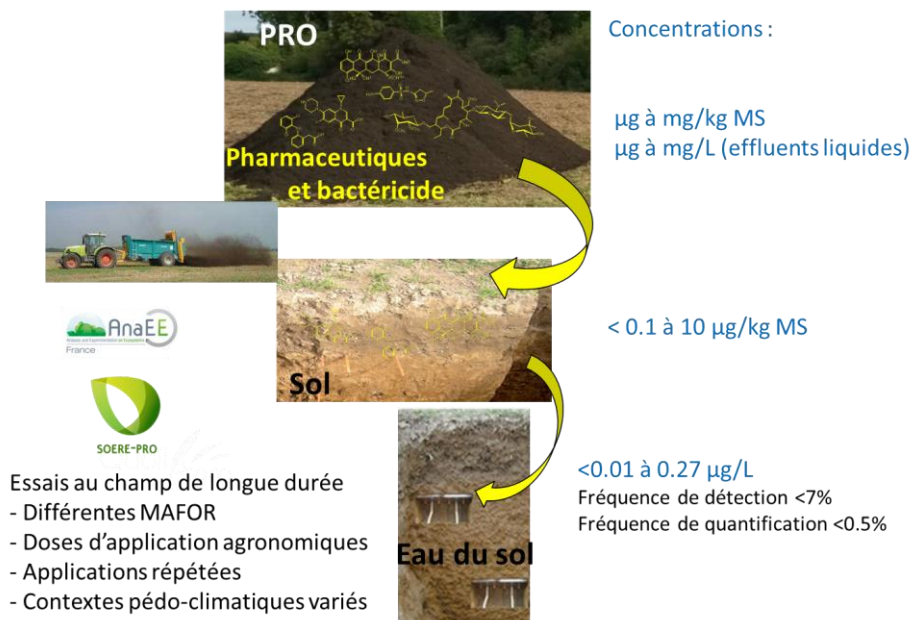 PRO
Pharmaceutiques
et bactéricide
Concentrations :
µg à mg/kg MS
µg à mg/L (effluents liquides)
AnaEE
France
Sol
< 0.1 à 10 µg/kg MS
SOERE-PRO
Essais au champ de longue durée
- Différentes MAFOR
- Doses d'application agronomiques
- Applications répétées
- Contextes pédo-climatiques variés
Eau du sol
<0.01 à 0.27 µg/L
Fréquence de détection <7%
Fréquence de quantification <0.5%